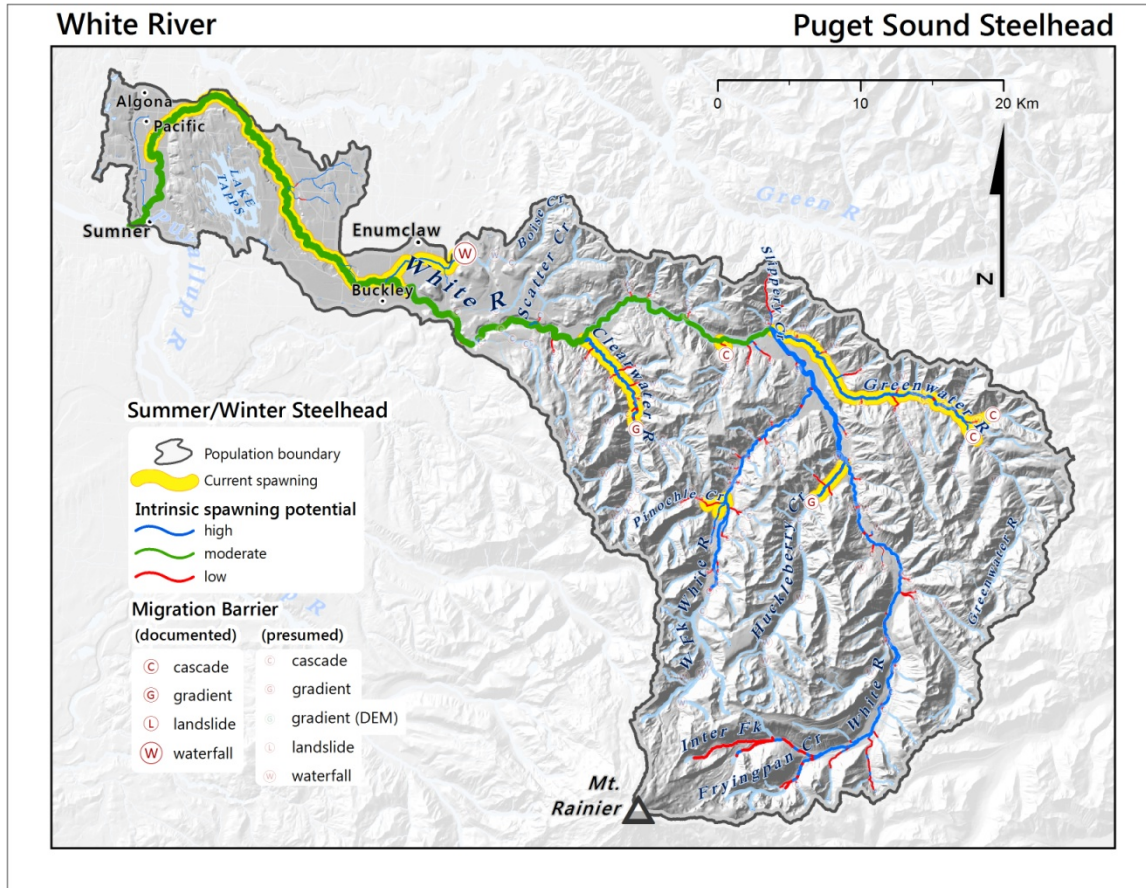 White River
Puget Sound Steelhead
0 10 20 Km
Algona
Pacific
LAKE
TAPPS
Sumner
Puyallup R
Enumclaw
W
White R
Buckley
Boise Cr
Scatter Cr
Green R
Slippery Cr
N
Clearwater R
G
C
Greenwater R
C
C
Pinochle Cr
G
Huckleberry Cr
W Fk White R
Greenwater R
White R
Inter Fk
Fryingpan Cr
Mt.
Rainier
Summer/Winter Steelhead
Population boundary
Current spawning
Intrinsic spawning potential
high
moderate
low
Migration Barrier
(documented) (presumed)
C cascade C cascade
G gradient G gradient
gradient (DEM)
L landslide L landslide
W waterfall W waterfall